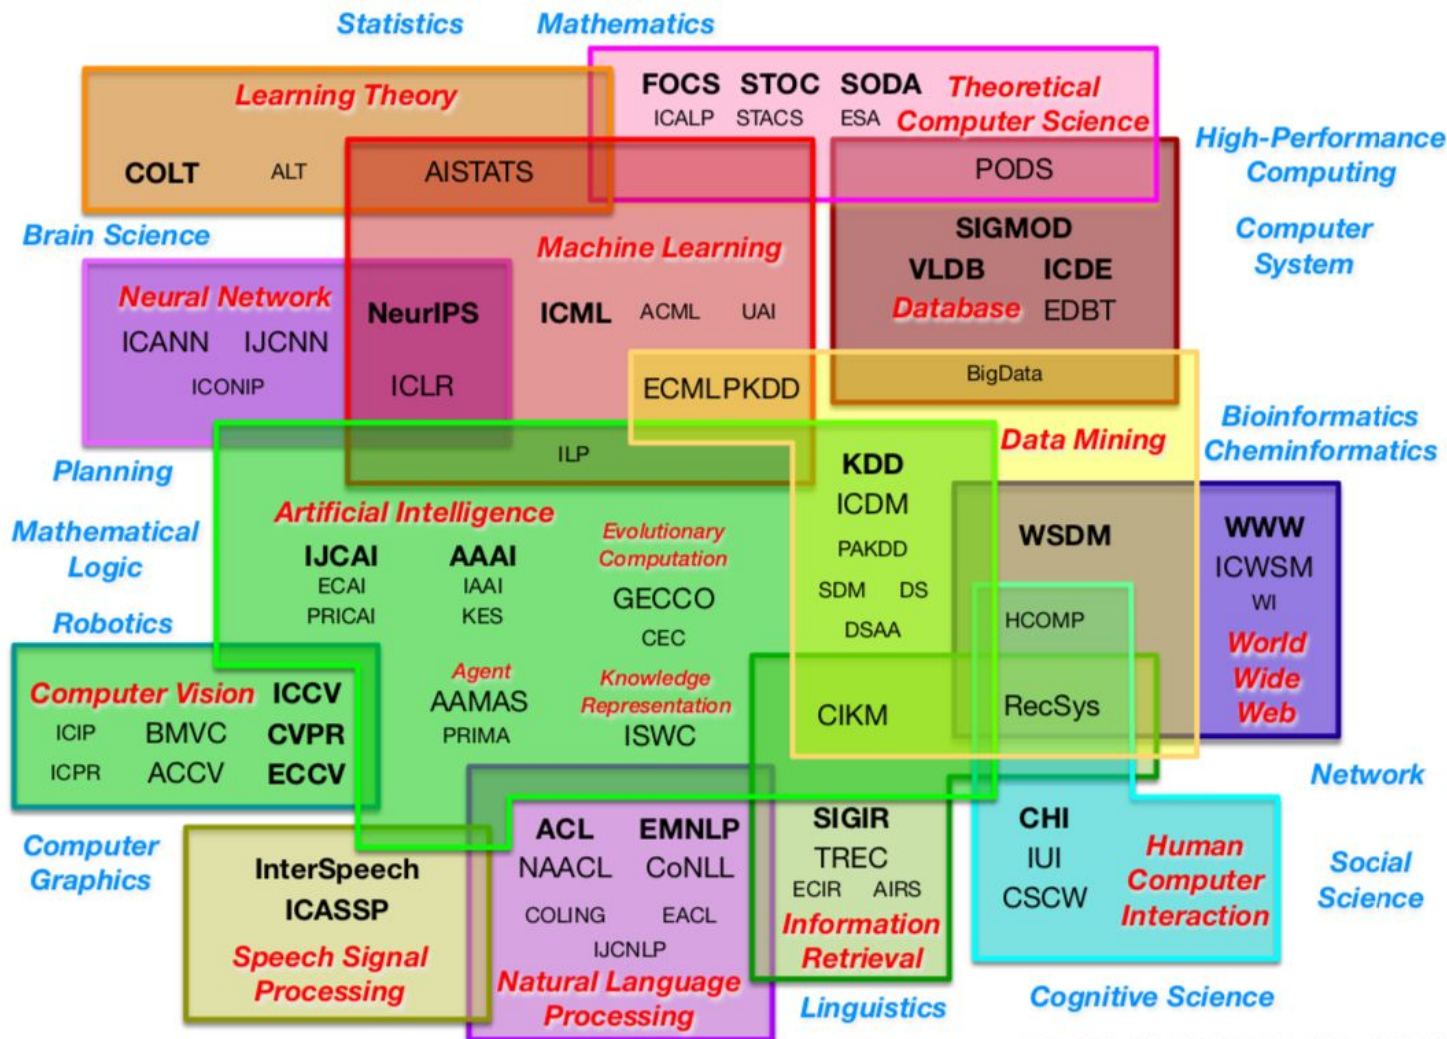 Statistics
Mathematics
Learning Theory
COLT
ALT
AISTATS
FOCS STOC SODA
ICALP STACS ESA
Theoretical
Computer Science
PODS
High-Performance
Computing
Computer
System
Brain Science
Machine Learning
ICML ACML UAI
SIGMOD
VLDB ICDE
Database EDBT
BigData
Neural Network
ICANN IJCNN
ICONIP
NeurIPS
ICLR
ECMLPKDD
ILP
Data Mining
Bioinformatics
Cheminformatics
Planning
Mathematical
Logic
Robotics
Artificial Intelligence
IJCAI AAAI
ECAI IAAI
PRICAI KES
Evolutionary
Computation
GECCO
CEC
Agent
AAMAS
PRIMA
Knowledge
Representation
ISWC
KDD
ICDM
PAKDD
SDM DS
DSAA
CIKM
WSDM
HCOMP
RecSys
WWW
ICWSM
WI
World
Wide
Web
Computer Vision ICCV
ICIP BMVC CVPR
ICPR ACCV ECCV
Network
Computer
Graphics
InterSpeech
ICASSP
Speech Signal
Processing
ACL EMNLP
NAACL CoNLL
COLING EACL
IJCNLP
Natural Language
Processing
SIGIR
TREC
ECIR AIRS
Information
Retrieval
CHI
IUI
CSCW
Human
Computer
Interaction
Social
Science
Linguistics
Cognitive Science